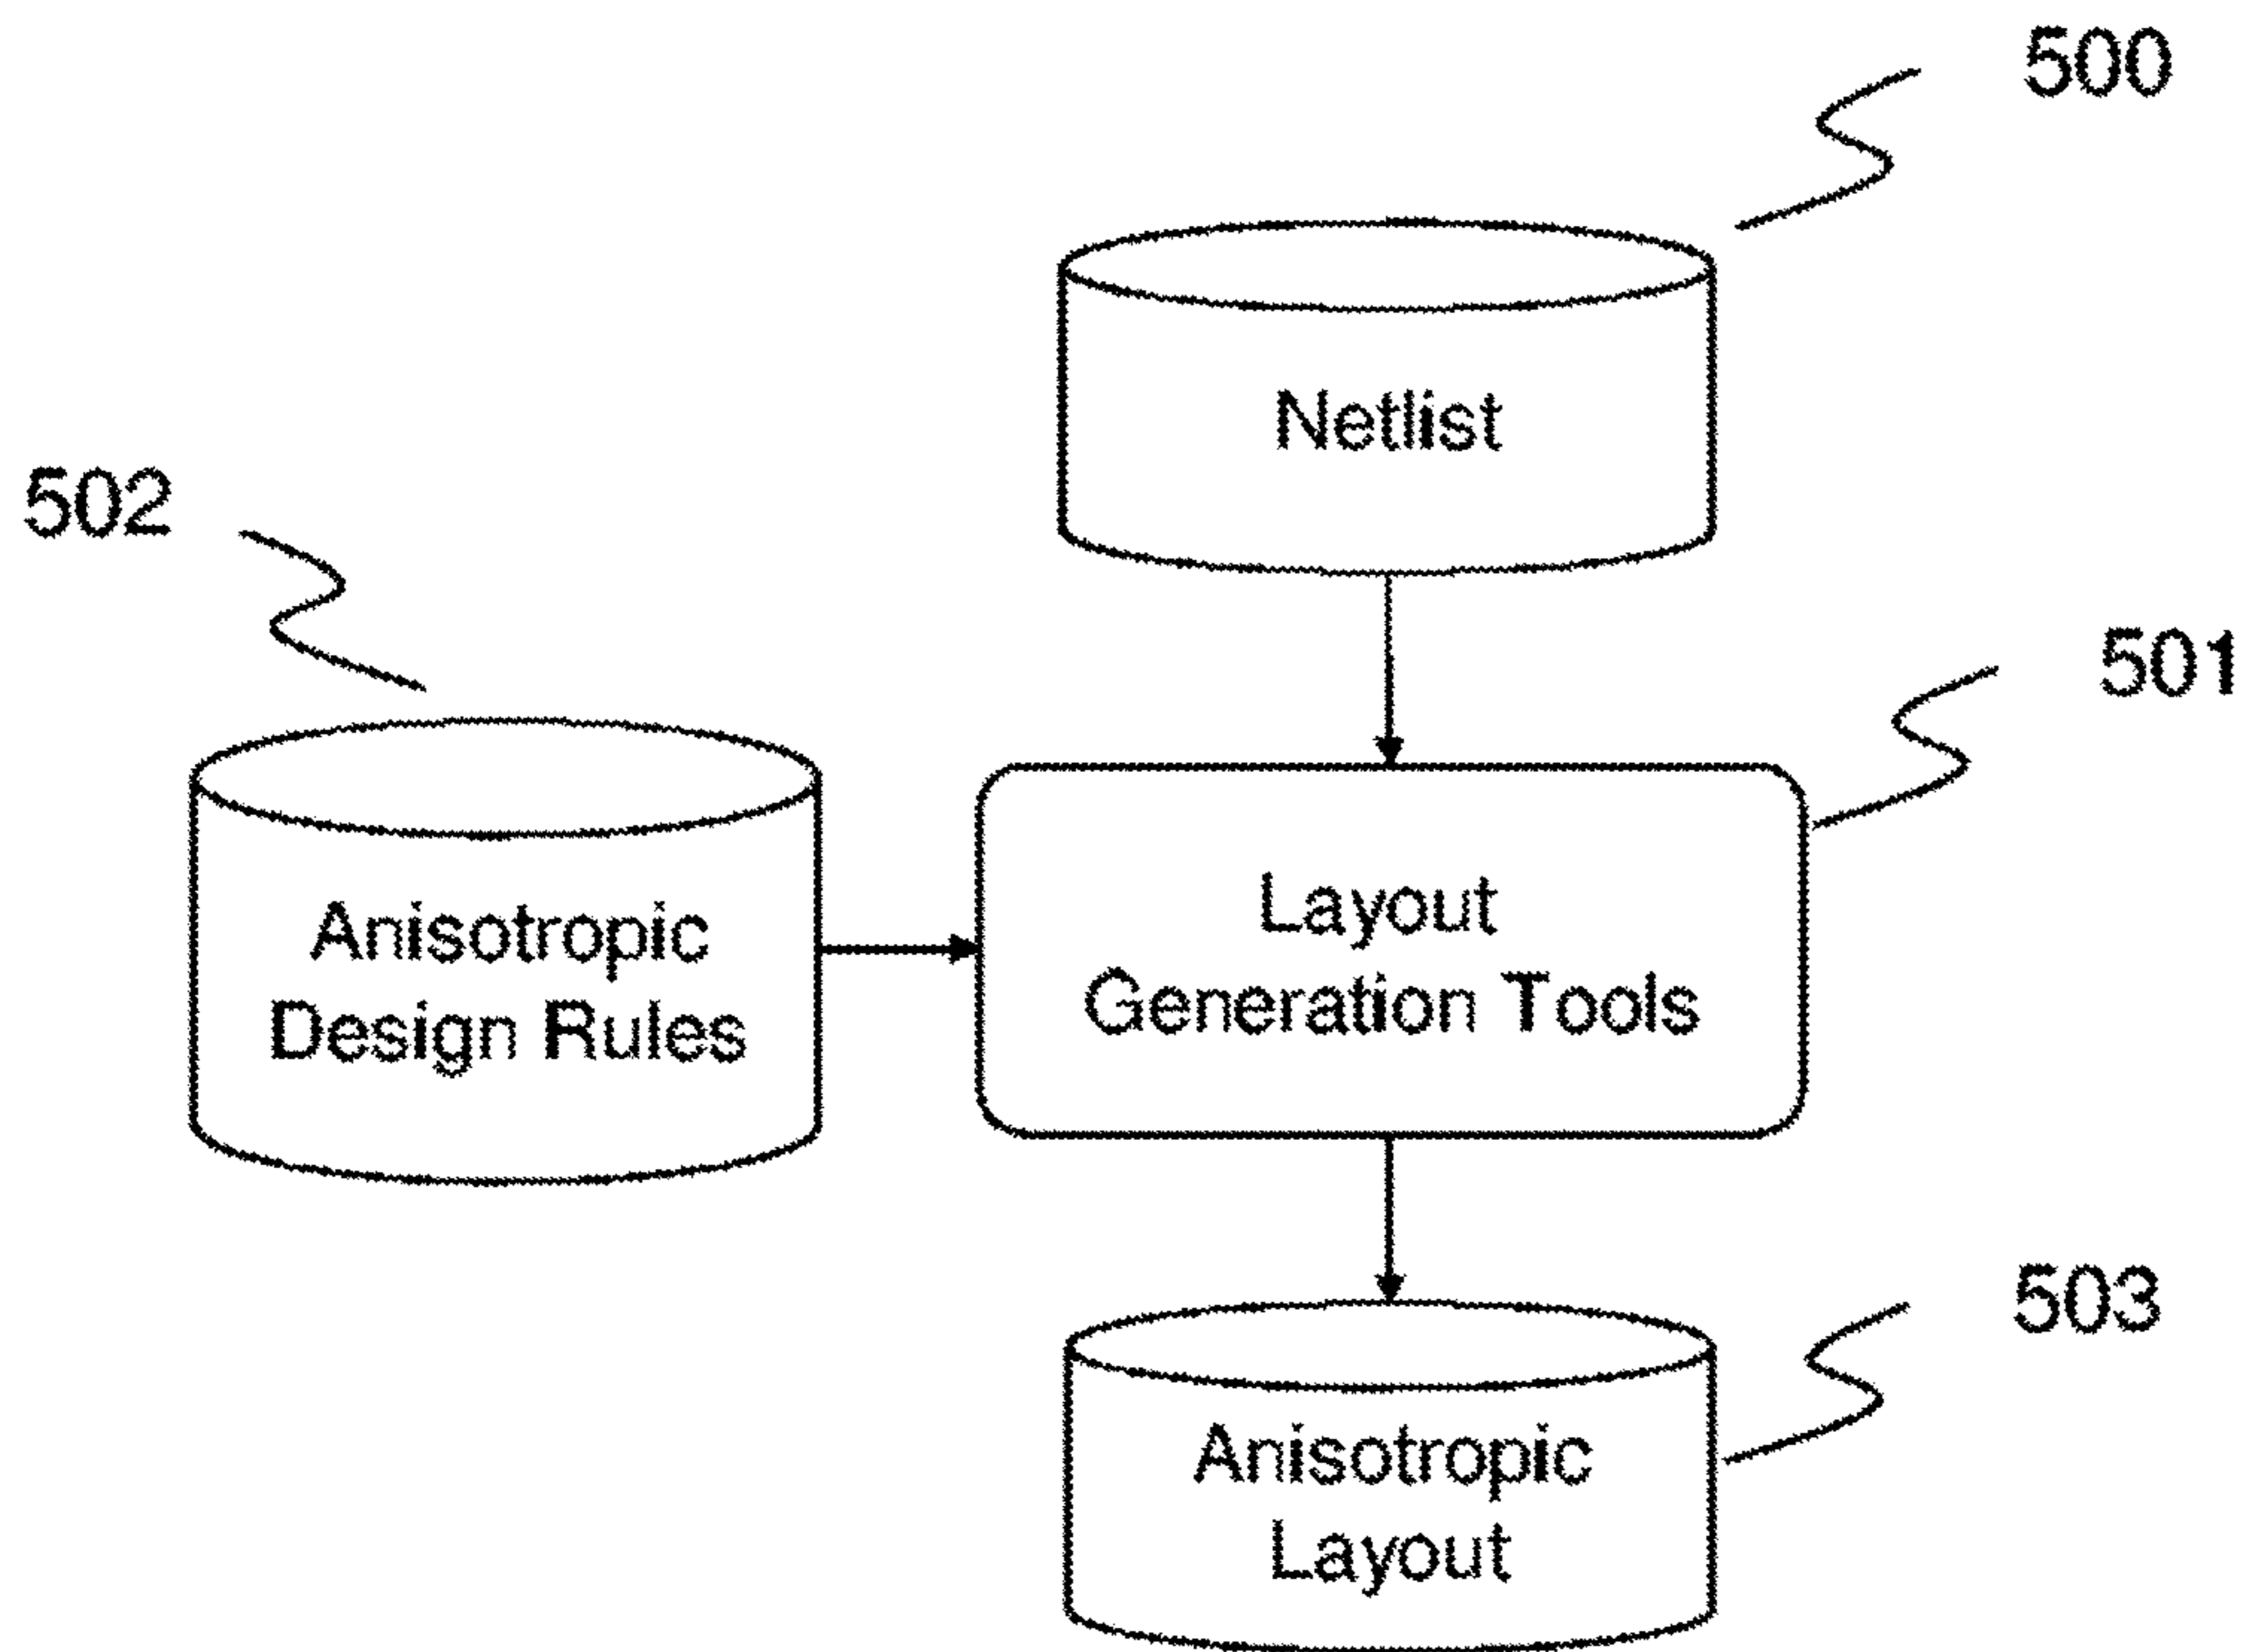 500
Netlist
502
501
Anisotropic
Design Rules
Layout
Generation Tools
503
Anisotropic
Layout